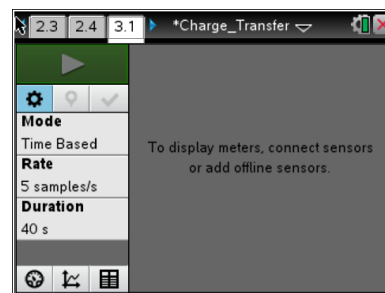 2.3 2.4 3.1 *Charge_Transfer
Mode
Time Based
Rate
5 samples/s
Duration
40 s
To display meters, connect sensors
or add offline sensors.